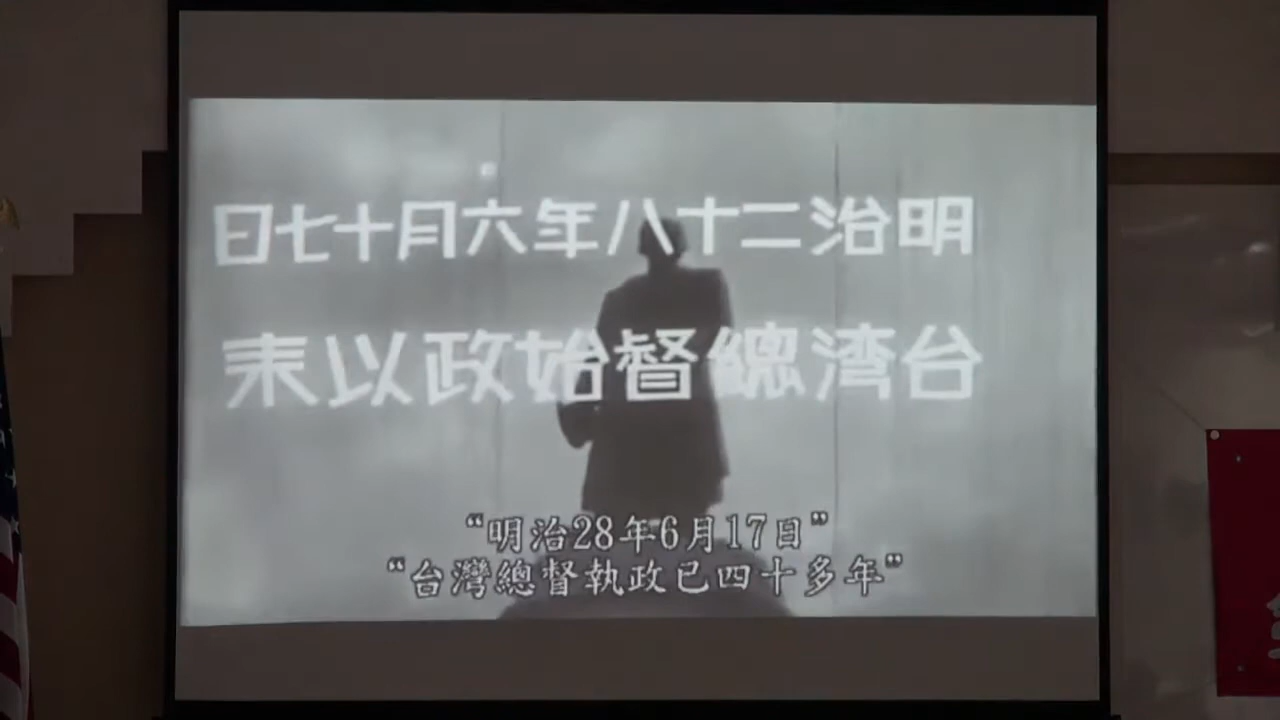 明治二十八年六月十七日
台湾總督始政以来
“明治28年6月17日”
“台灣總督執政已四十多年”